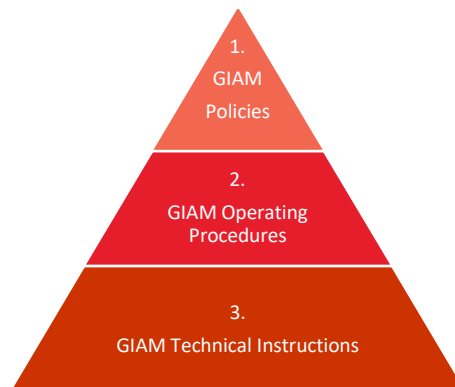 1.
GIAM
Policies
2.
GIAM Operating
Procedures
3.
GIAM Technical Instructions